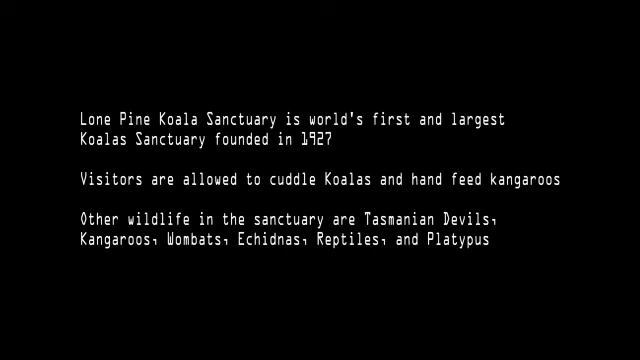 Lone Pine Koala Sanctuary is world's first and largest
Koalas Sanctuary founded in 1927
Visitors are allowed to cuddle Koalas and hand feed kangaroos
Other wildlife in the sanctuary are Tasmanian Devils,
Kangaroos, Wombats, Echidnas, Reptiles, and Platypus